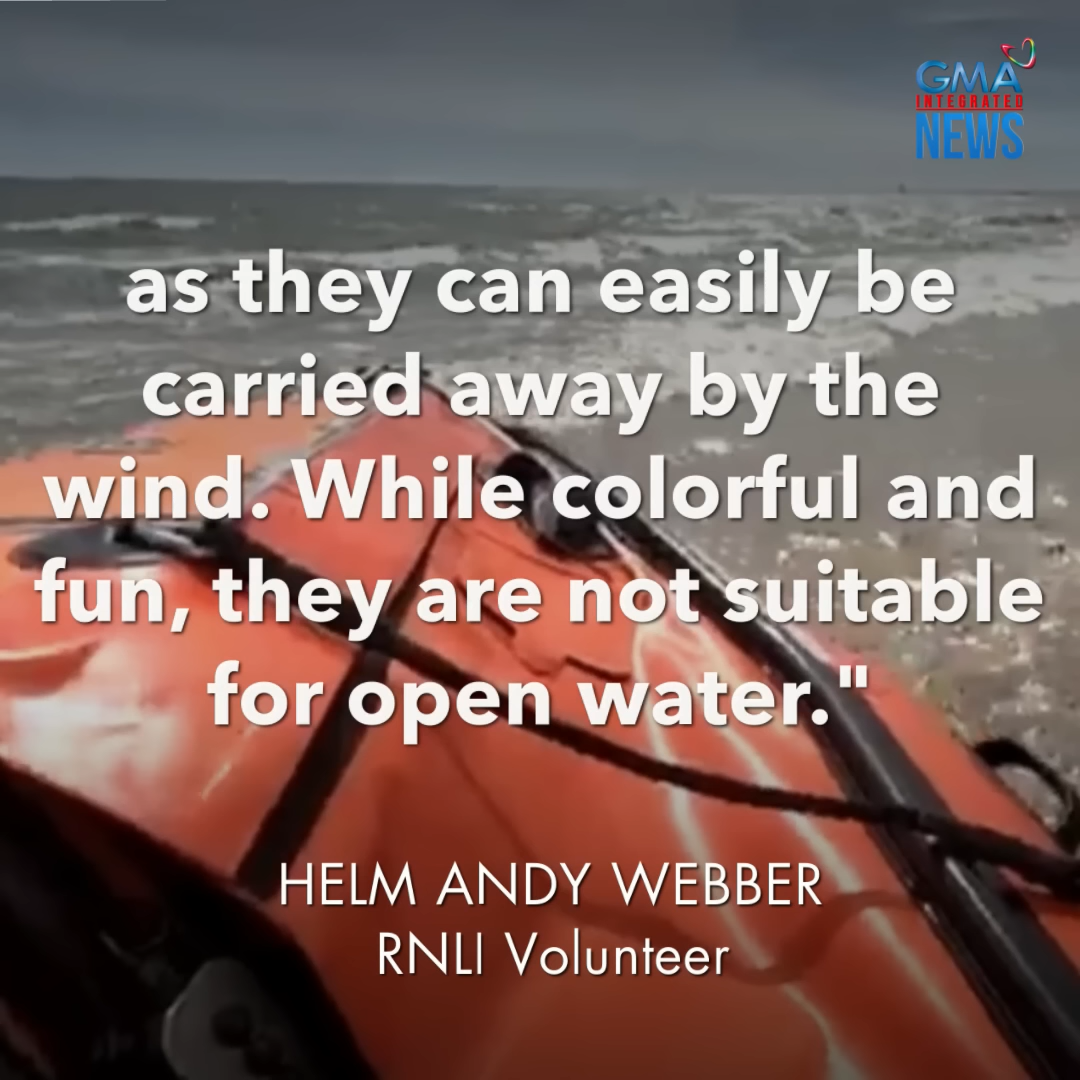 GMA
INTEGRATED
NEWS
as they can easily be
carried away by the
wind. While colorful and
fun, they are not suitable
for open water."
HELM ANDY WEBBER
RNLI Volunteer